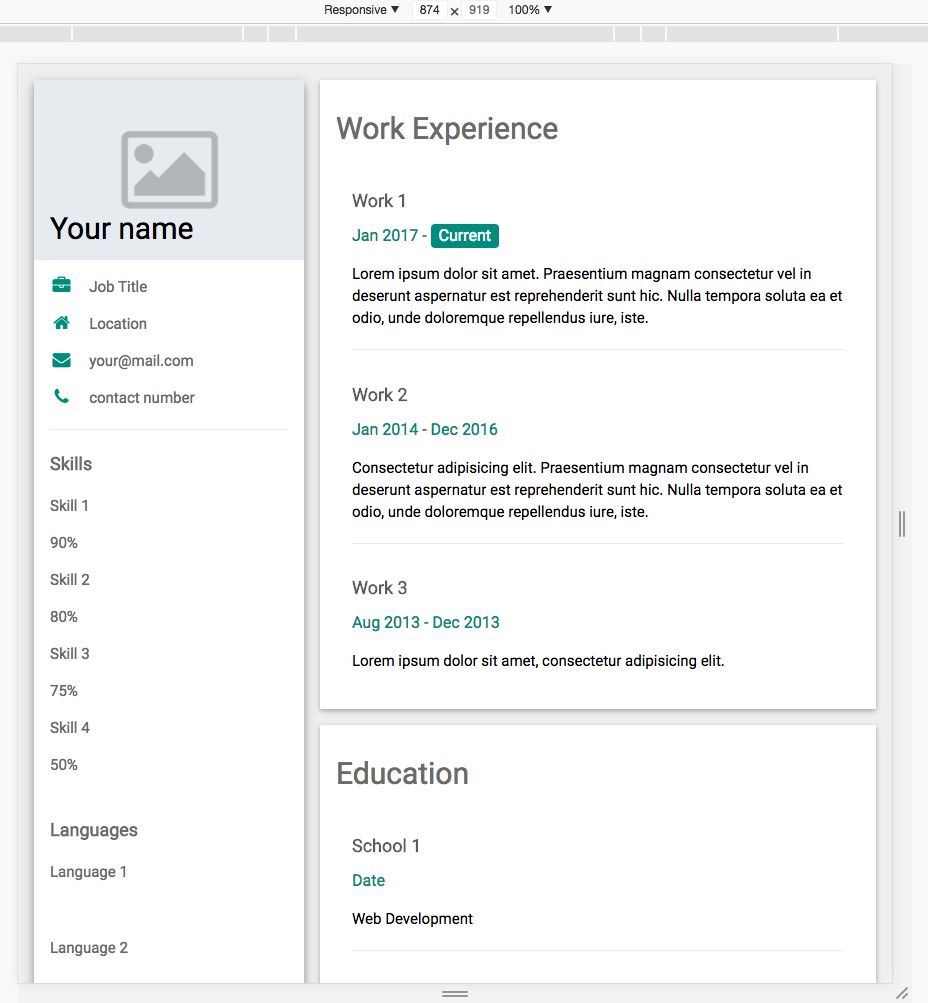 Responsive ▼ 874 × 919 100% ▼
Your name
Job Title
Location
your@mail.com
contact number
Skills
Skill 1
90%
Skill 2
80%
Skill 3
75%
Skill 4
50%
Languages
Language 1
Language 2
Work Experience
Work 1
Jan 2017 - Current
Lorem ipsum dolor sit amet. Praesentium magnam consectetur vel in
deserunt aspernatur est reprehenderit sunt hic. Nulla tempora soluta ea et
odio, unde doloremque repellendus iure, iste.
Work 2
Jan 2014 - Dec 2016
Consectetur adipisicing elit. Praesentium magnam consectetur vel in
deserunt aspernatur est reprehenderit sunt hic. Nulla tempora soluta ea et
odio, unde doloremque repellendus iure, iste.
Work 3
Aug 2013 - Dec 2013
Lorem ipsum dolor sit amet, consectetur adipisicing elit.
Education
School 1
Date
Web Development